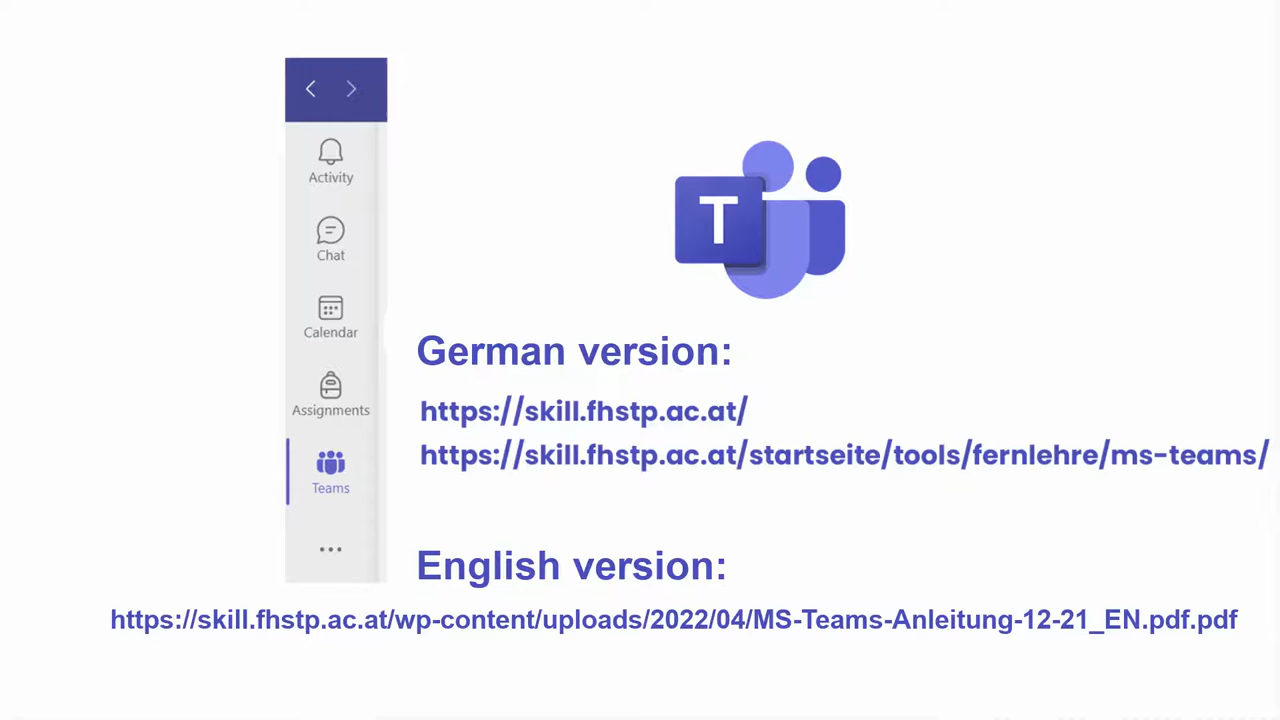 Activity
Chat
Calendar
Assignments
Teams
T
German version:
https://skill.fhstp.ac.at/
https://skill.fhstp.ac.at/startseite/tools/fernlehre/ms-teams/
English version:
https://skill.fhstp.ac.at/wp-content/uploads/2022/04/MS-Teams-Anleitung-12-21_EN.pdf.pdf